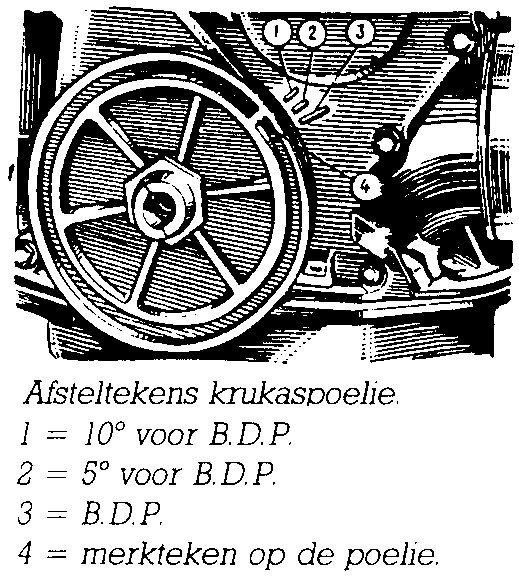 1 2 3
4
Afsteltekens krukaspoelie.
1 = 10° voor B.D.P.
2 = 5° voor B.D.P.
3 = B.D.P.
4 = merkteken op de poelie.